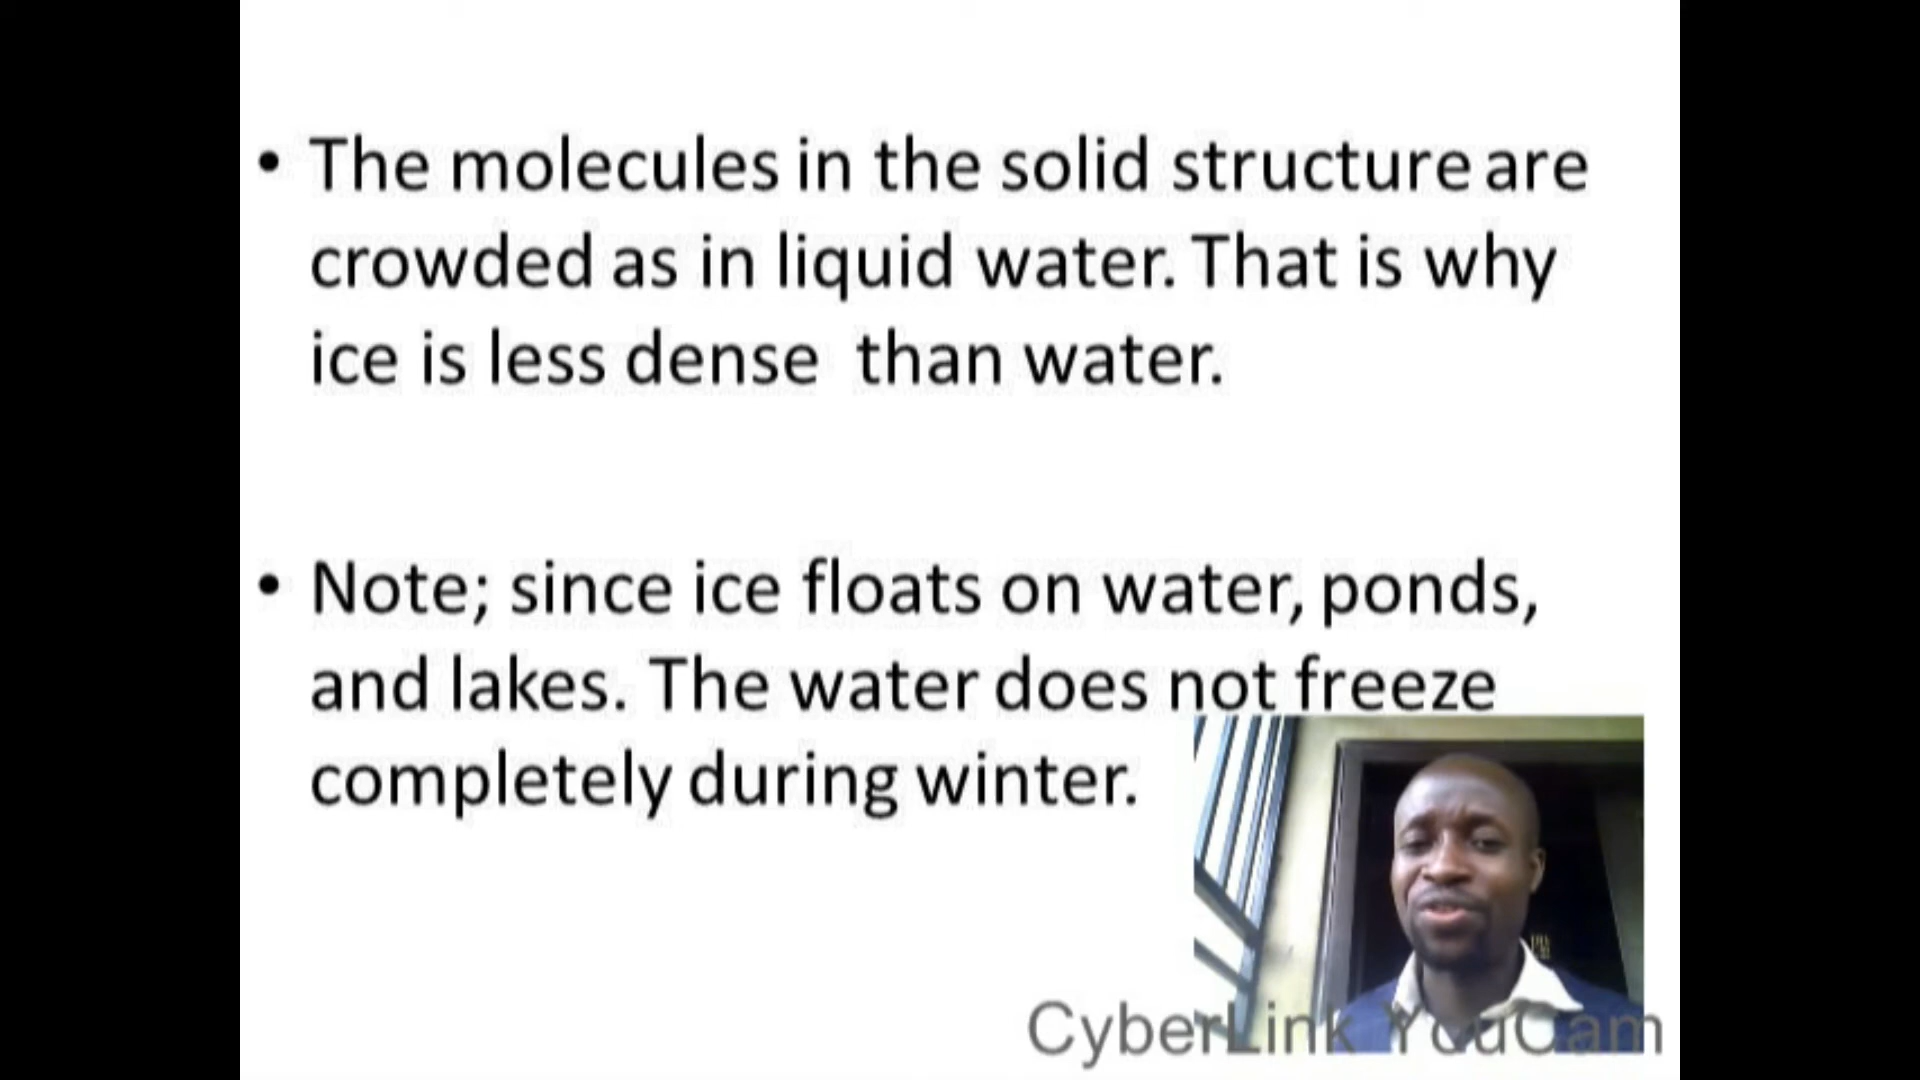 • The molecules in the solid structure are
crowded as in liquid water. That is why
ice is less dense than water.
• Note; since ice floats on water, ponds,
and lakes. The water does not freeze
completely during winter.
CyberLink YouCam